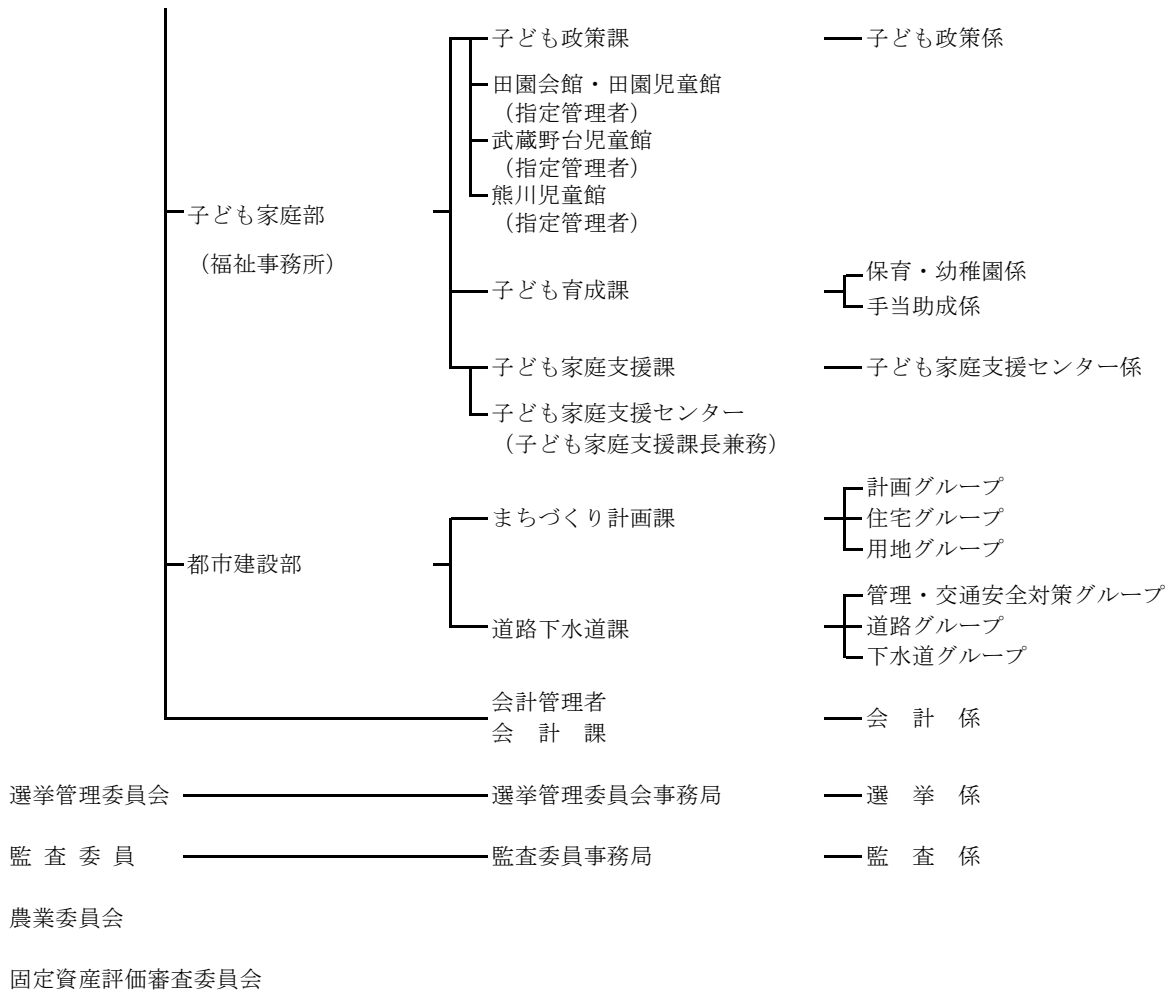 子ども政策課 子ども政策係
田園会館・田園児童館
（指定管理者）
武蔵野台児童館
（指定管理者）
熊川児童館
（指定管理者）
子ども家庭部
（福祉事務所）
保育・幼稚園係
子ども育成課
手当助成係
子ども家庭支援課 子ども家庭支援センター係
子ども家庭支援センター
（子ども家庭支援課長兼務）
計画グループ
まちづくり計画課 住宅グループ
用地グループ
都市建設部
管理・交通安全対策グループ
道路下水道課 道路グループ
下水道グループ
会計管理者
会　計　課 会　計　係
選挙管理委員会 選挙管理委員会事務局 選　挙　係
監 査 委 員 監査委員事務局 監　査　係
農業委員会
固定資産評価審査委員会